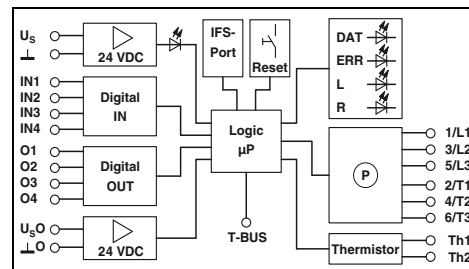 US
⊥
24 VDC
IFS-
Port
Reset
DAT
ERR
L
R
IN1
IN2
IN3
IN4
Digital
IN
Logic
µP
O1
O2
O3
O4
Digital
OUT
P
1/L1
3/L2
5/L3
2/T1
4/T2
6/T3
USO
⊥O
24 VDC
T-BUS
Thermistor
Th1
Th2